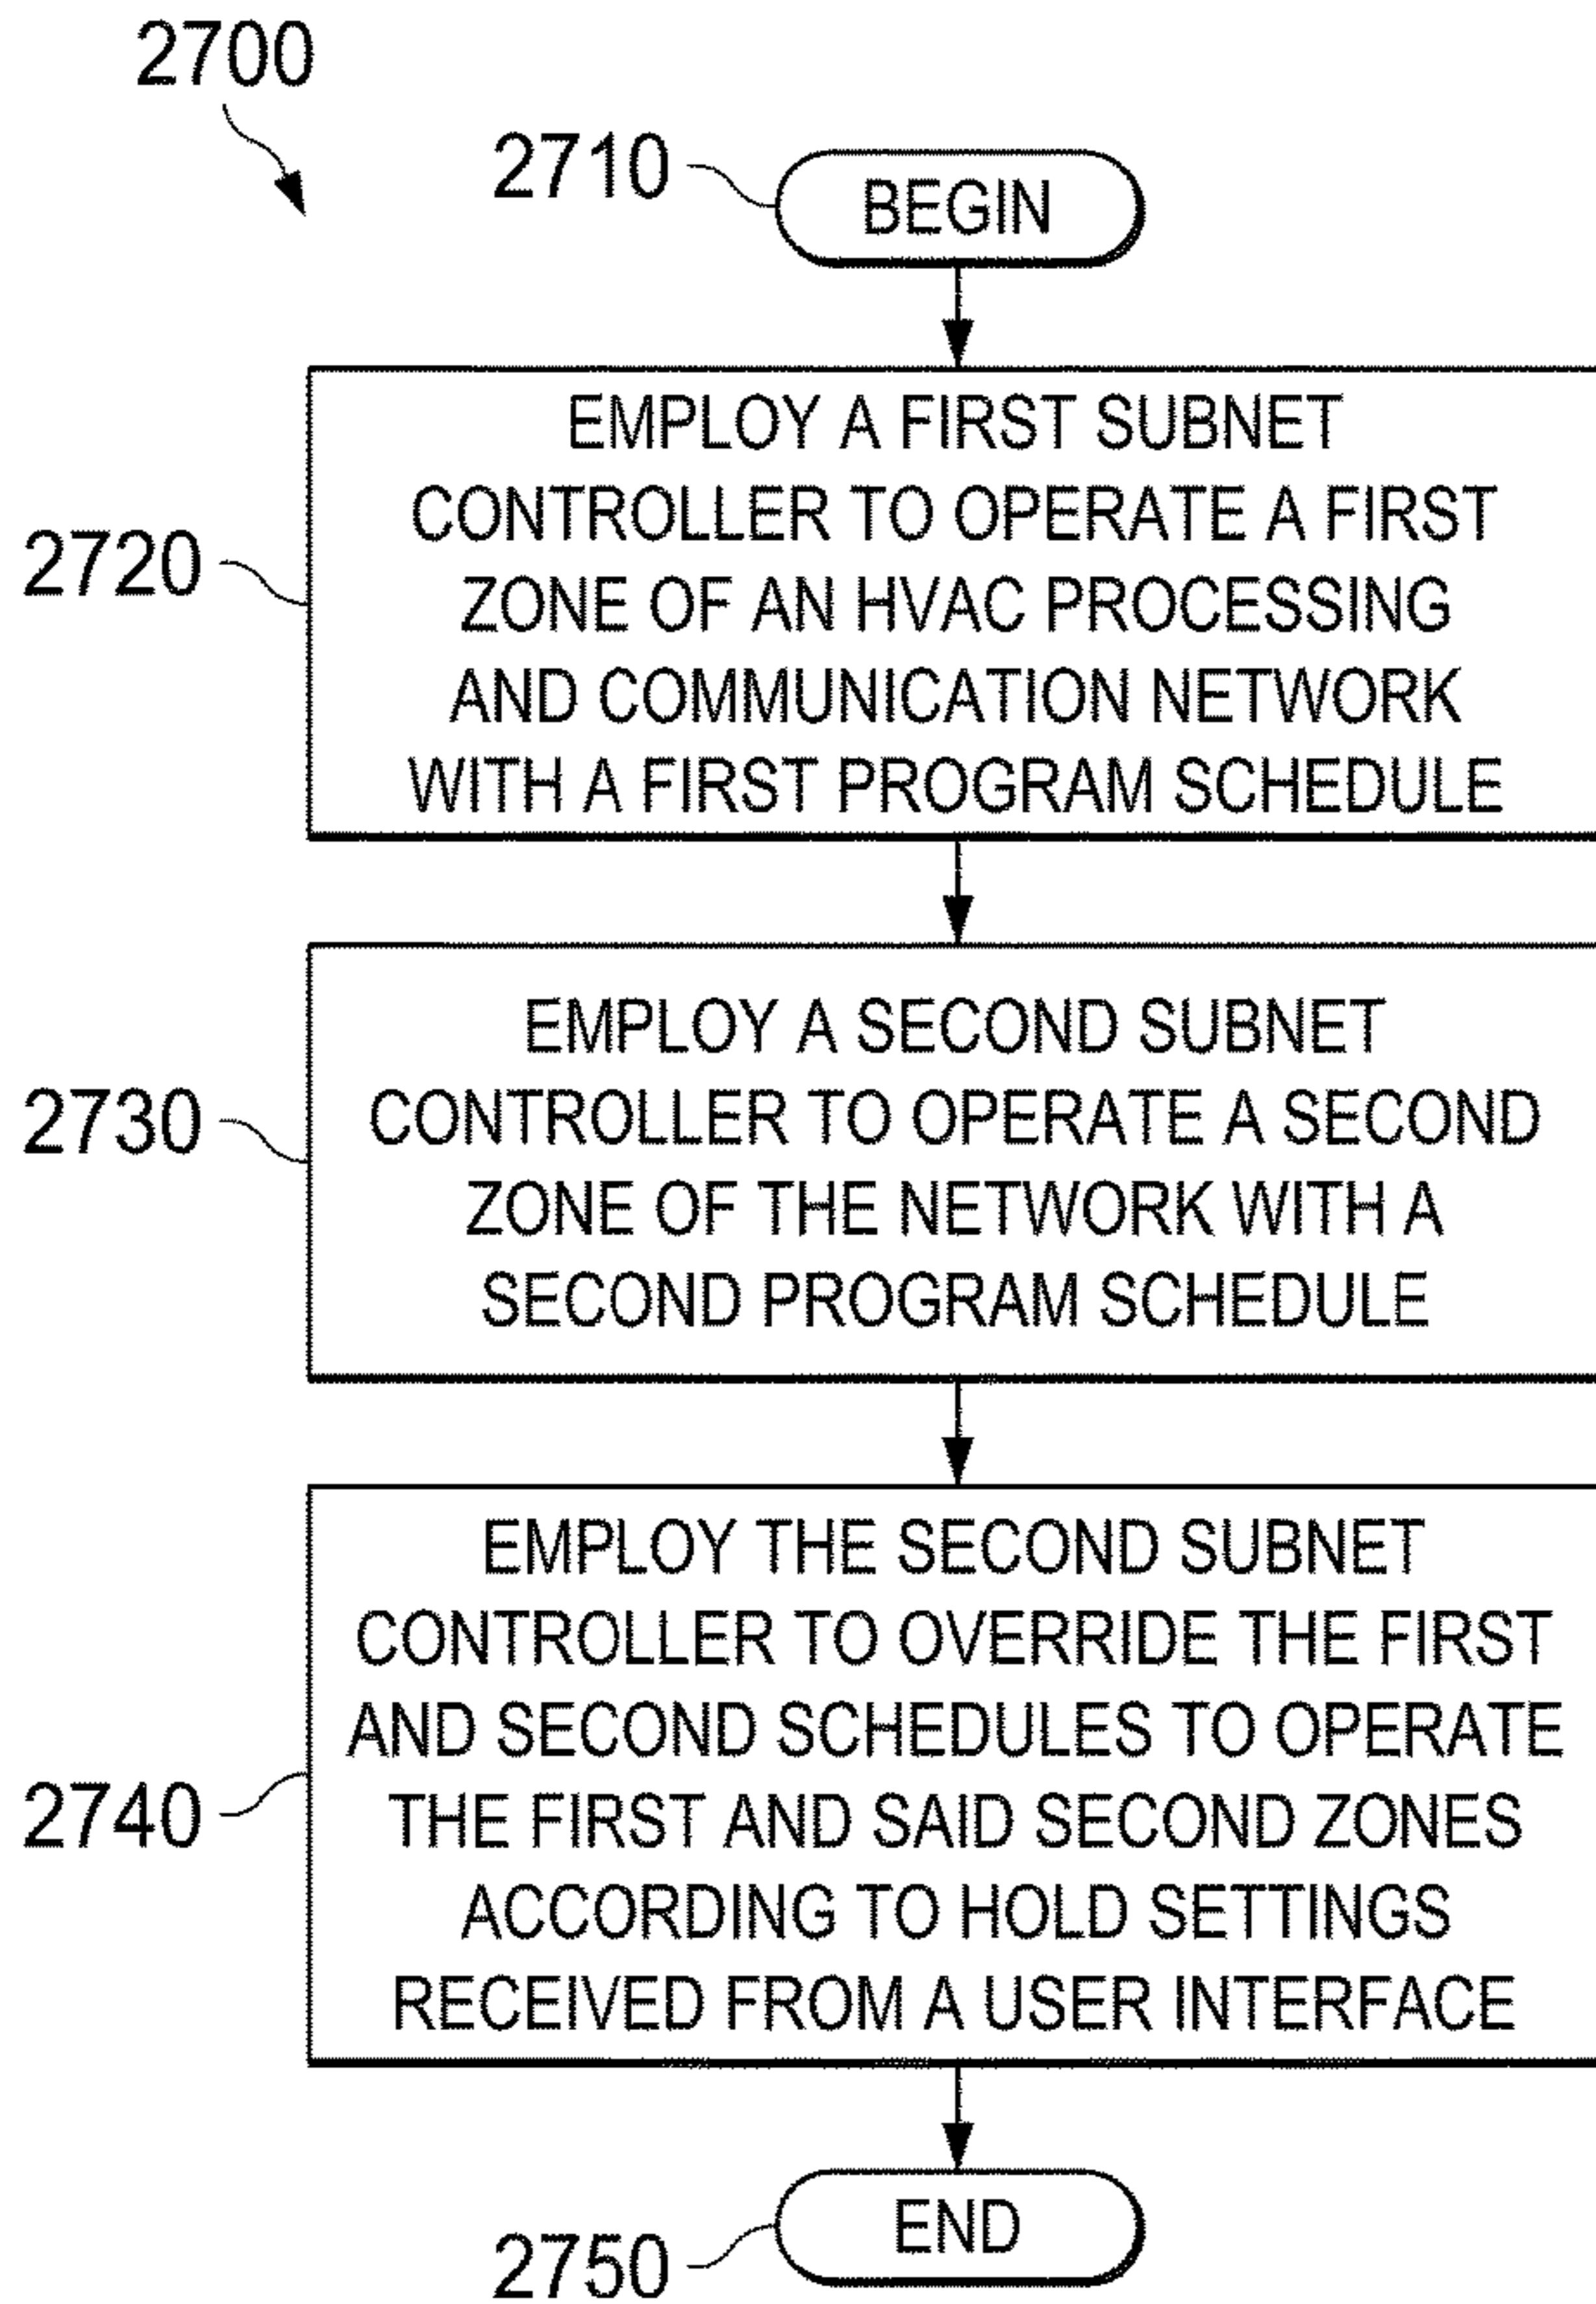 2700
2710
BEGIN
2720
EMPLOY A FIRST SUBNET
CONTROLLER TO OPERATE A FIRST
ZONE OF AN HVAC PROCESSING
AND COMMUNICATION NETWORK
WITH A FIRST PROGRAM SCHEDULE
2730
EMPLOY A SECOND SUBNET
CONTROLLER TO OPERATE A SECOND
ZONE OF THE NETWORK WITH A
SECOND PROGRAM SCHEDULE
2740
EMPLOY THE SECOND SUBNET
CONTROLLER TO OVERRIDE THE FIRST
AND SECOND SCHEDULES TO OPERATE
THE FIRST AND SAID SECOND ZONES
ACCORDING TO HOLD SETTINGS
RECEIVED FROM A USER INTERFACE
2750
END